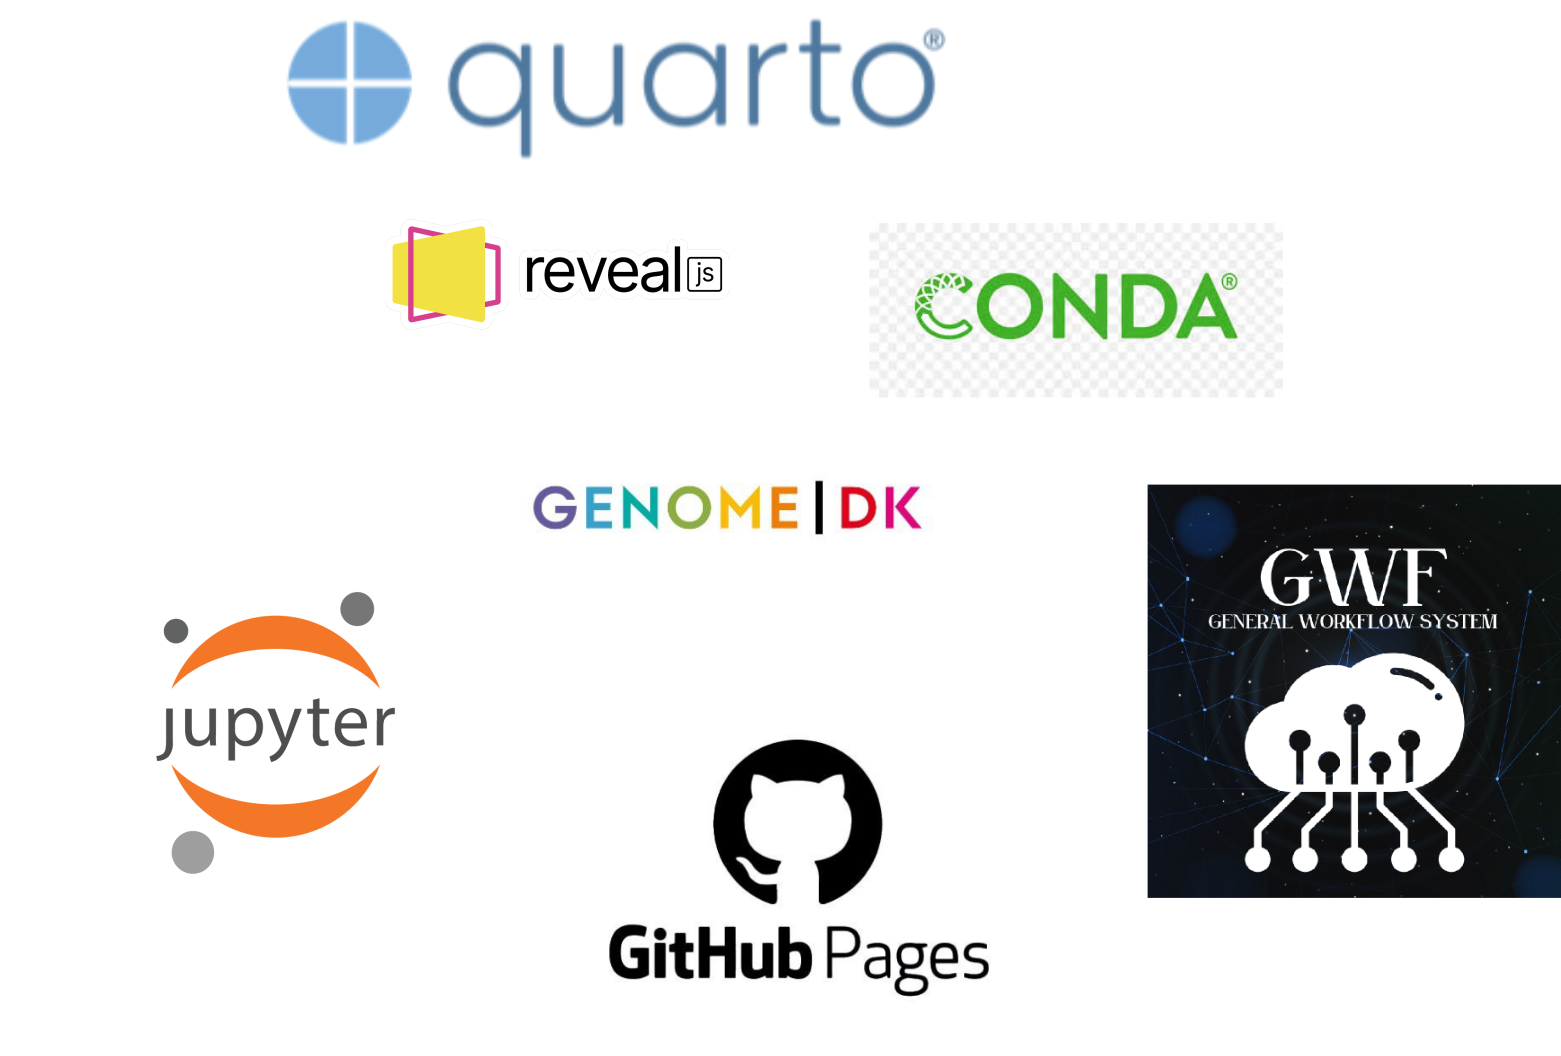 quarto®
reveal js
CONDA®
GENOME|DK
GWF
GENERAL WORKFLOW SYSTEM
jupyter
GitHub Pages